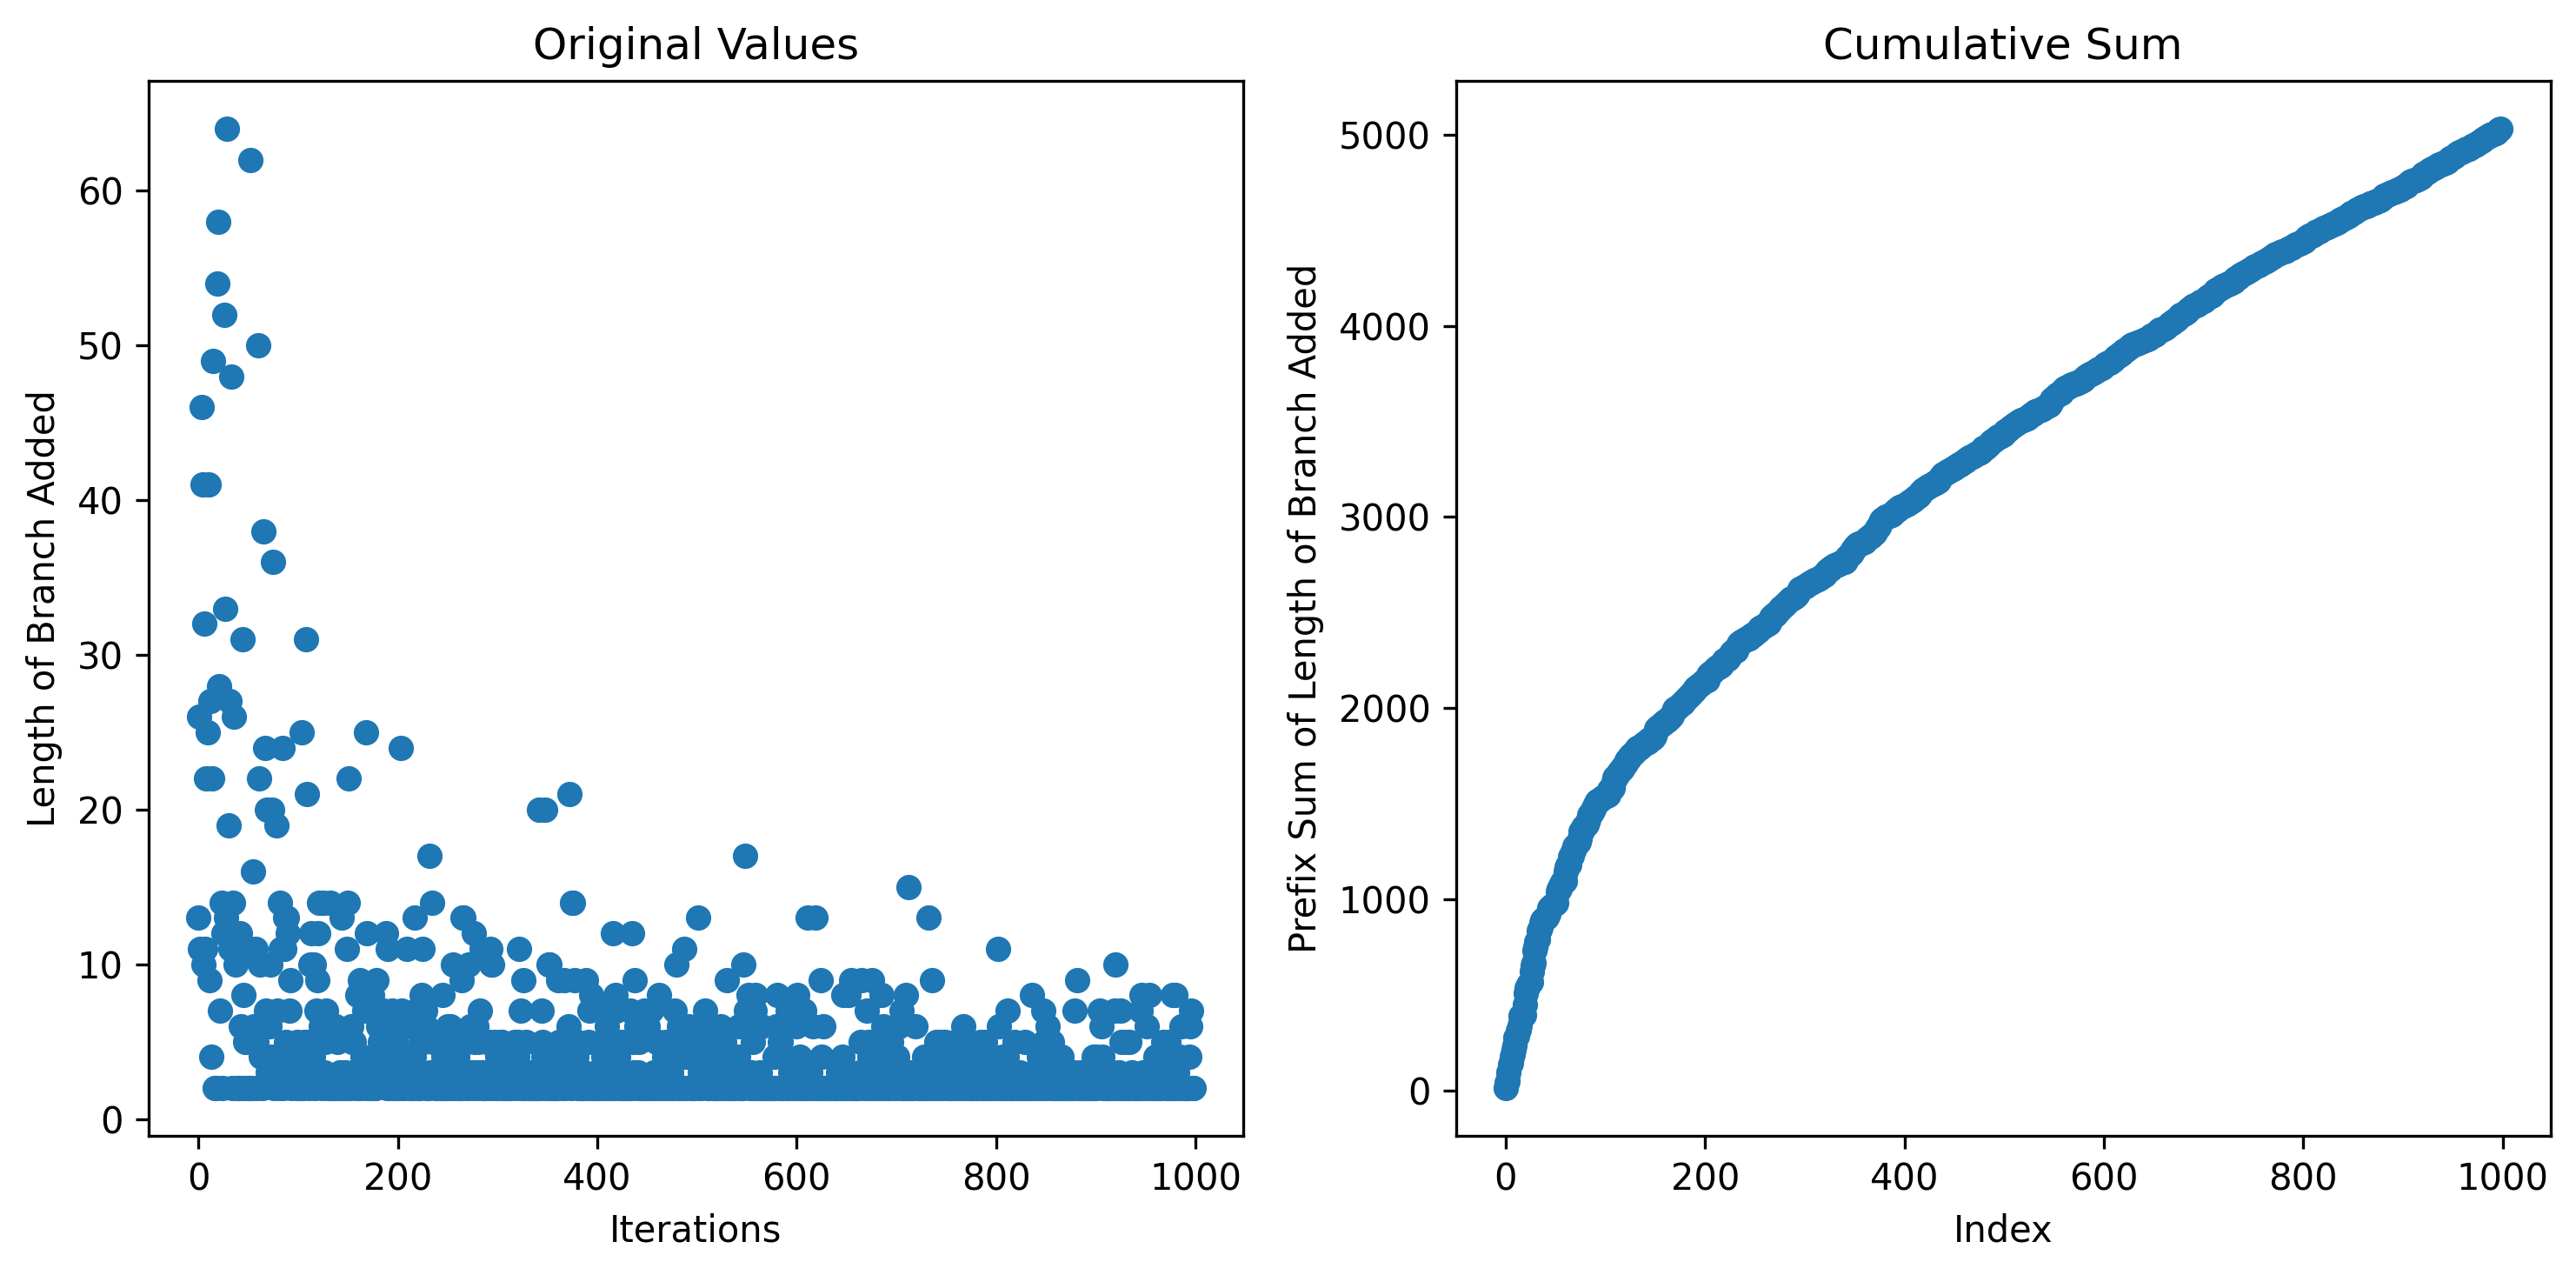 Original Values
Length of Branch Added
60
50
40
30
20
10
0
0 200 400 600 800 1000
Iterations
Cumulative Sum
Prefix Sum of Length of Branch Added
5000
4000
3000
2000
1000
0
0 200 400 600 800 1000
Index